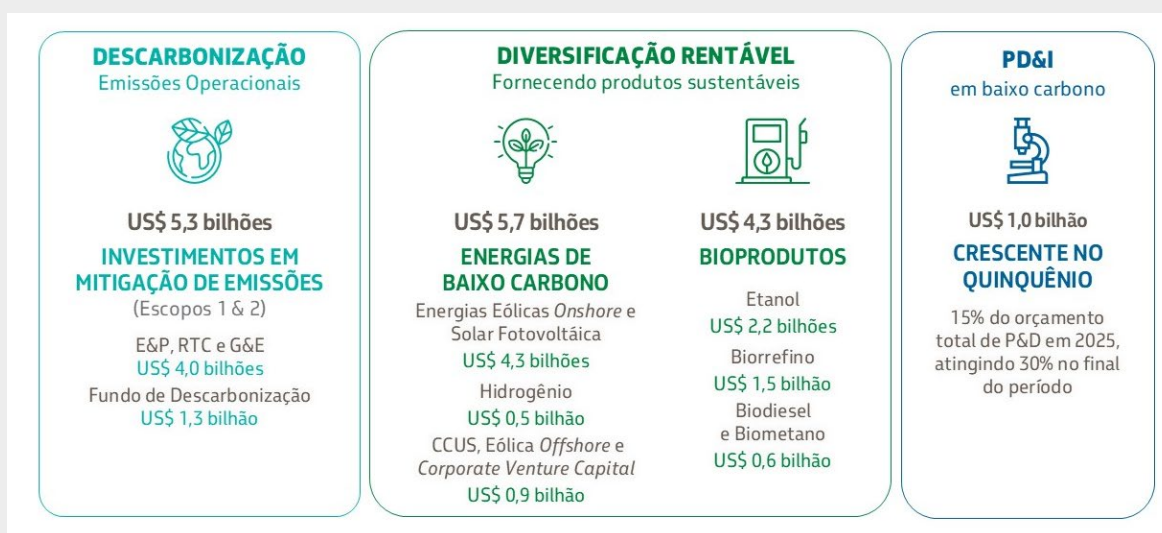 DESCARBONIZAÇÃO
Emissões Operacionais
US$ 5,3 bilhões
INVESTIMENTOS EM
MITIGAÇÃO DE EMISSÕES
(Escopos 1 & 2)
E&P, RTC e G&E
US$ 4,0 bilhões
Fundo de Descarbonização
US$ 1,3 bilhão
DIVERSIFICAÇÃO RENTÁVEL
Fornecendo produtos sustentáveis
US$ 5,7 bilhões
ENERGIAS DE
BAIXO CARBONO
Energias Eólicas Onshore e
Solar Fotovoltáica
US$ 4,3 bilhões
Hidrogênio
US$ 0,5 bilhão
CCUS, Eólica Offshore e
Corporate Venture Capital
US$ 0,9 bilhão
US$ 4,3 bilhões
BIOPRODUTOS
Etanol
US$ 2,2 bilhões
Biorrefino
US$ 1,5 bilhão
Biodiesel
e Biometano
US$ 0,6 bilhão
PD&I
em baixo carbono
US$ 1,0 bilhão
CRESCENTE NO
QUINQUÊNIO
15% do orçamento
total de P&D em 2025,
atingindo 30% no final
do período